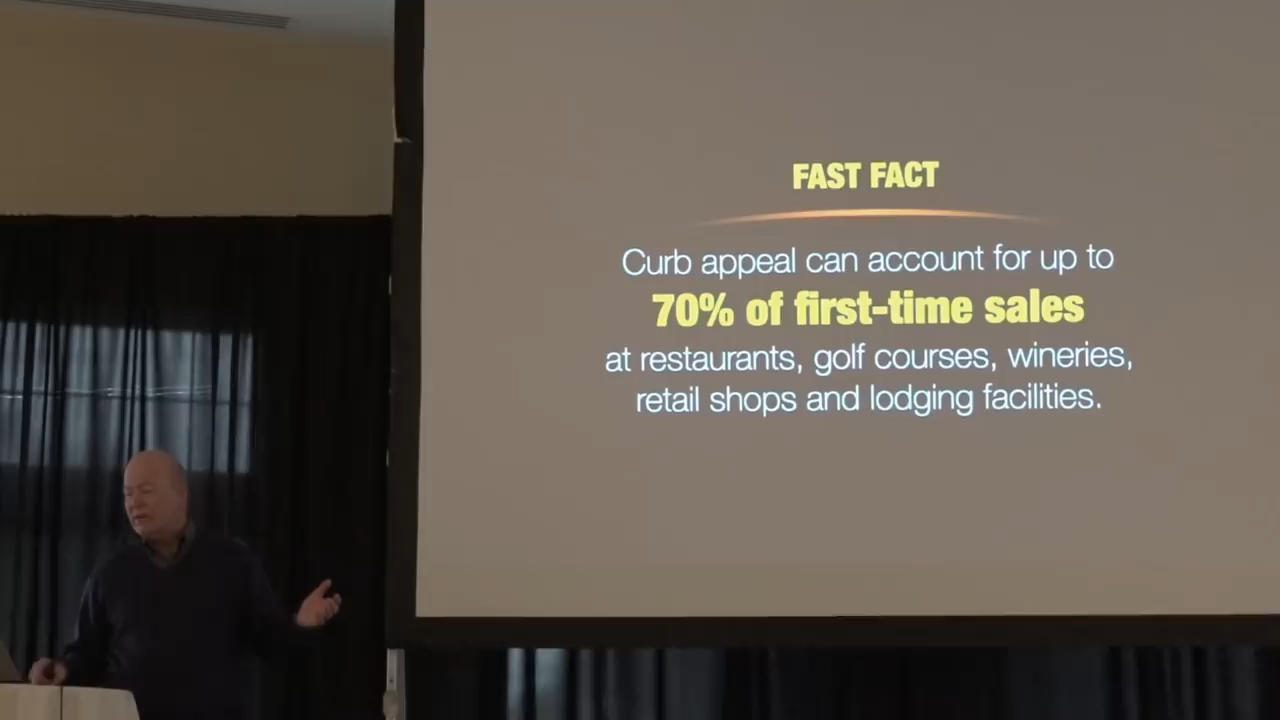 FAST FACT
Curb appeal can account for up to
70% of first-time sales
at restaurants, golf courses, wineries,
retail shops and lodging facilities.